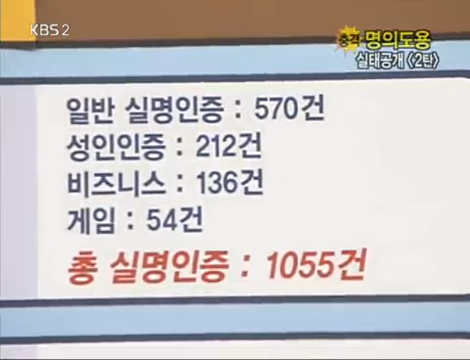 KBS2
충격 명의도용
실태공개 <2탄>
일반 실명인증 : 570건
성인인증 : 212건
비즈니스 : 136건
게임 : 54건
총 실명인증 : 1055건